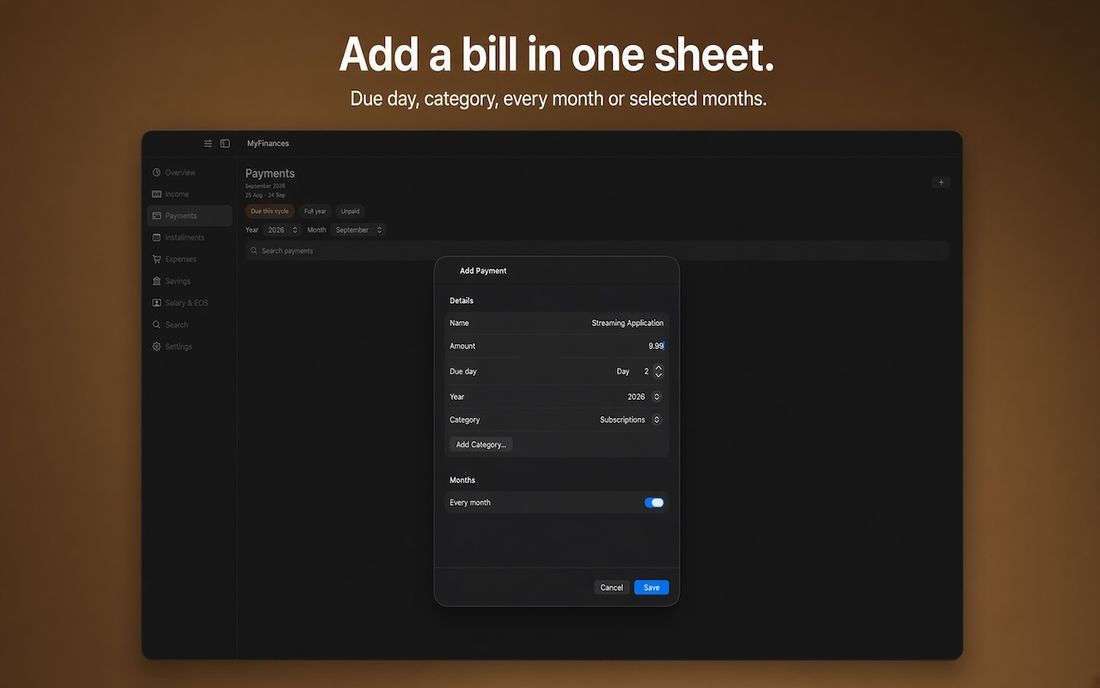 Add a bill in one sheet.
Due day, category, every month or selected months.
MyFinances
Overview
Income
Payments
Installments
Expenses
Savings
Salary & EOS
Search
Settings
Payments
September 2026
25 Aug - 24 Sep
Due this cycle Full year Unpaid
Year 2026 Month September
Search payments
Add Payment
Details
Name Streaming Application
Amount 9.99
Due day Day 2
Year 2026
Category Subscriptions
Add Category...
Months
Every month
Cancel Save